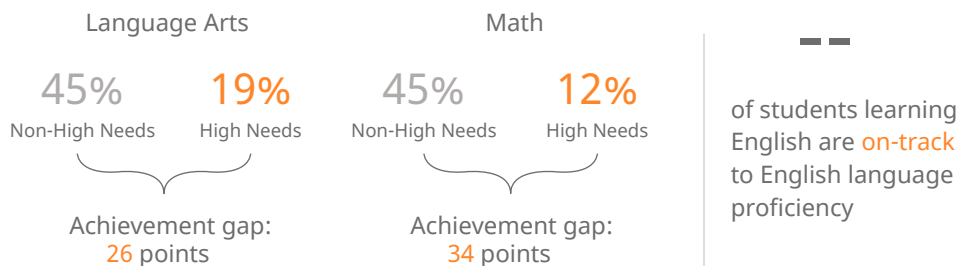 Language Arts
45% 19%
Non-High Needs High Needs
Achievement gap:
26 points
Math
45% 12%
Non-High Needs High Needs
Achievement gap:
34 points
--
of students learning
English are on-track
to English language
proficiency